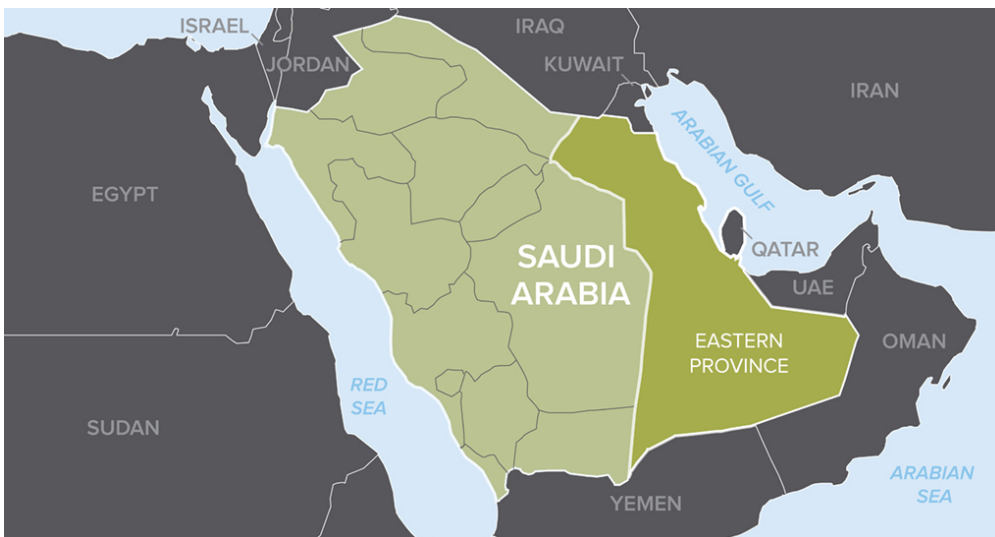 ISRAEL
IRAQ
JORDAN
KUWAIT
IRAN
ARABIAN GULF
EGYPT
SAUDI
ARABIA
QATAR
UAE
EASTERN
PROVINCE
OMAN
RED
SEA
SUDAN
ARABIAN
SEA
YEMEN